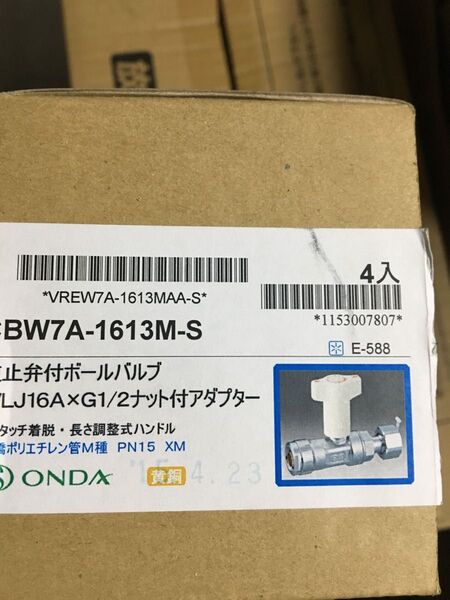 4入
*VREW7A-1613MAA-S*
*1153007807*
BW7A-1613M-S
E-588
止弁付ボールバルブ
LJ16A×G1/2ナット付アダプター
タッチ着脱・長さ調整式ハンドル
ポリエチレン管M種 PN15 XM
ONDA
黄銅
4.23